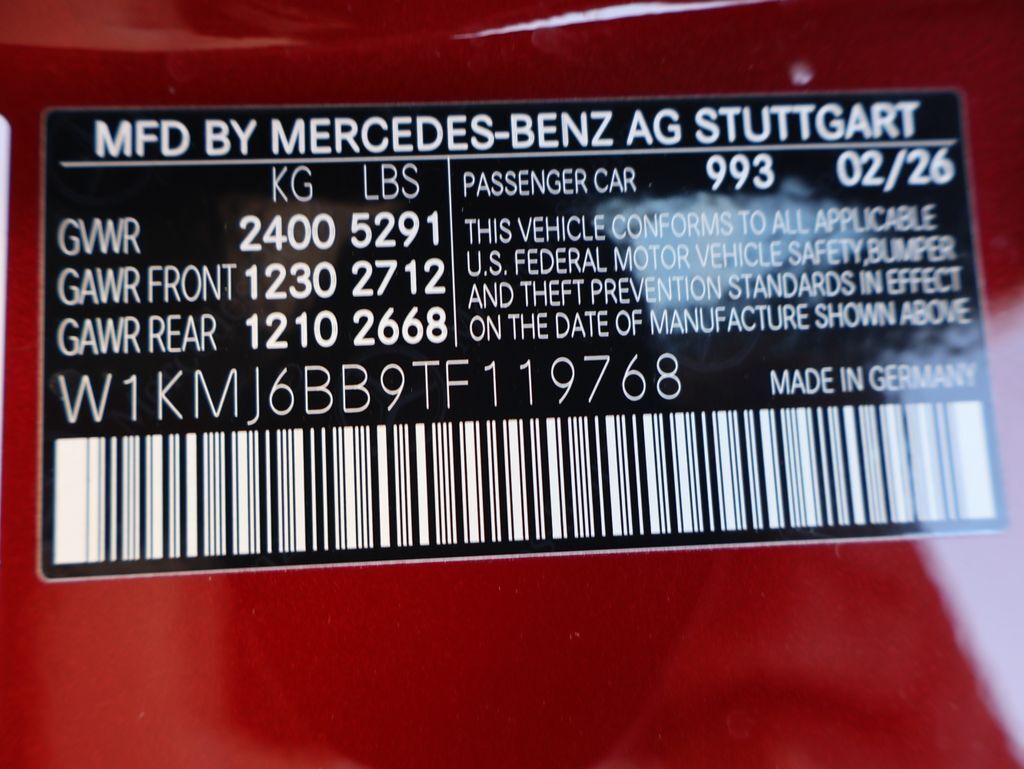 MFD BY MERCEDES-BENZ AG STUTTGART
KG LBS
GVWR 2400 5291
GAWR FRONT 1230 2712
GAWR REAR 1210 2668
PASSENGER CAR 993 02/26
THIS VEHICLE CONFORMS TO ALL APPLICABLE
U.S. FEDERAL MOTOR VEHICLE SAFETY,BUMPER
AND THEFT PREVENTION STANDARDS IN EFFECT
ON THE DATE OF MANUFACTURE SHOWN ABOVE
W1KMJ6BB9TF119768
MADE IN GERMANY